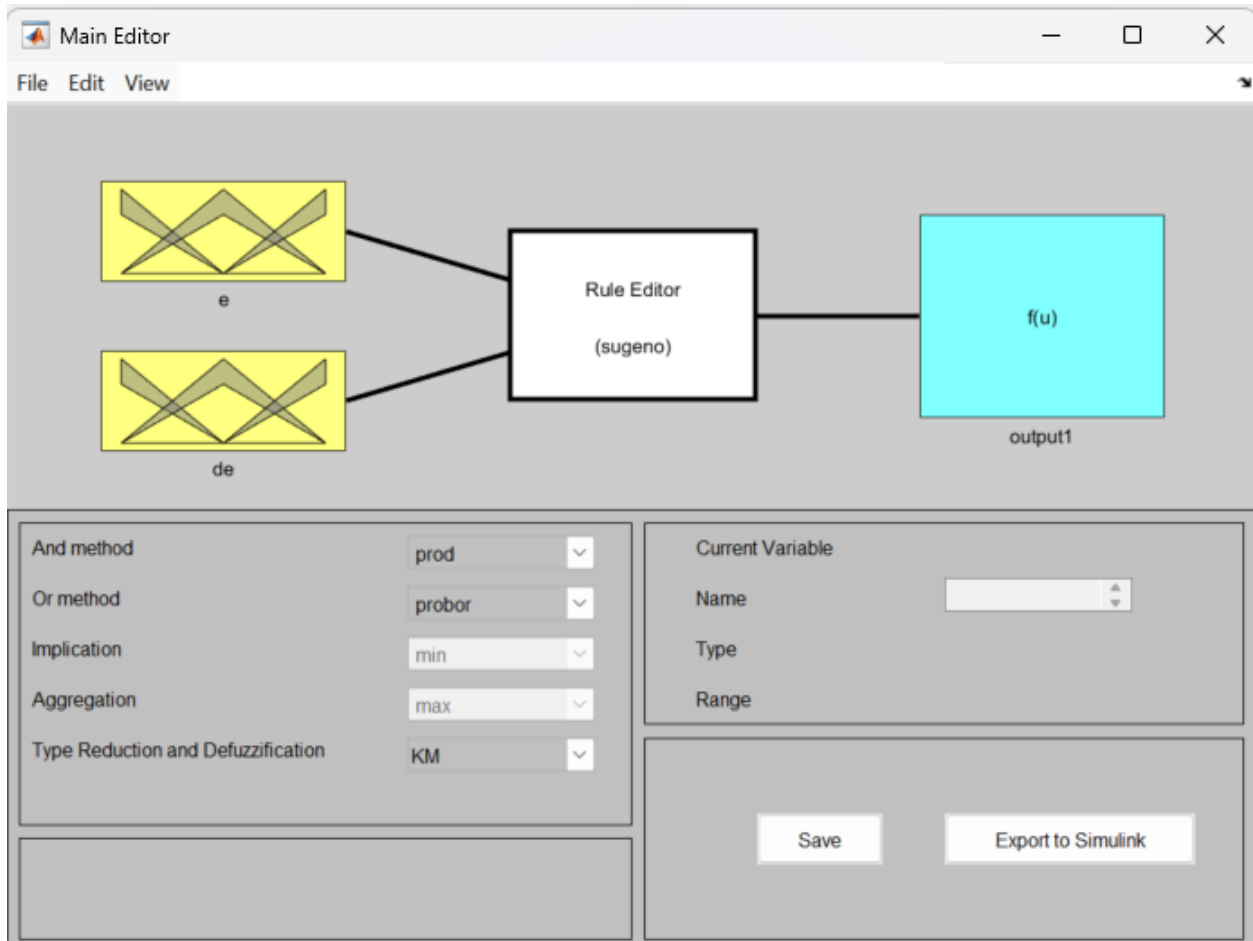 Main Editor
File Edit View
e
de
Rule Editor
(sugeno)
f(u)
output1
And method prod
Or method probor
Implication min
Aggregation max
Type Reduction and Defuzzification KM
Current Variable
Name
Type
Range
Save Export to Simulink